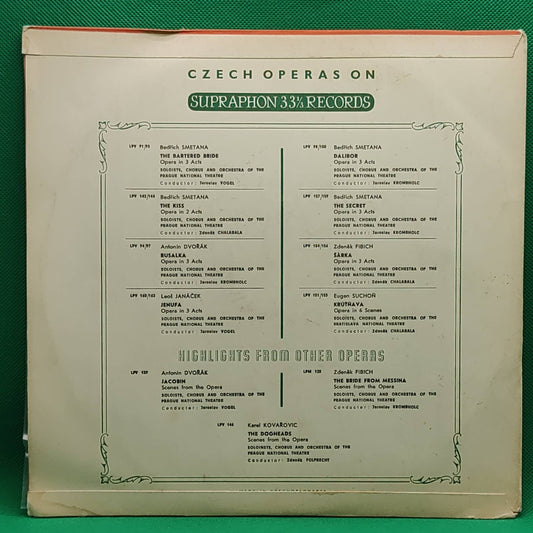 CZECH OPERAS ON
SUPRAPHON 33⅓ RECORDS
LPV 91/93 Bedřich SMETANA
THE BARTERED BRIDE
Opera in 3 Acts
SOLOISTS, CHORUS AND ORCHESTRA OF THE
PRAGUE NATIONAL THEATRE
Conductor: Jaroslav VOGEL
LPV 142/144 Bedřich SMETANA
THE KISS
Opera in 2 Acts
SOLOISTS, CHORUS AND ORCHESTRA OF THE
PRAGUE NATIONAL THEATRE
Conductor: Zdeněk CHALABALA
LPV 94/97 Antonín DVOŘÁK
RUSALKA
Opera in 3 Acts
SOLOISTS, CHORUS AND ORCHESTRA OF THE
PRAGUE NATIONAL THEATRE
Conductor: Jaroslav KROMBHOLC
Leoš JANÁČEK
JENUFA
Opera in 3 Acts
SOLOISTS, CHORUS AND ORCHESTRA OF THE
PRAGUE NATIONAL THEATRE
Conductor: Jaroslav VOGEL
LPV 98/100 Bedřich SMETANA
DALIBOR
Opera in 3 Acts
SOLOISTS, CHORUS AND ORCHESTRA OF THE
PRAGUE NATIONAL THEATRE
Conductor: Jaroslav KROMBHOLC
LPV 157/159 Bedřich SMETANA
THE SECRET
Opera in 3 Acts
SOLOISTS, CHORUS AND ORCHESTRA OF THE
PRAGUE NATIONAL THEATRE
Conductor: Jaroslav KROMBHOLC
Zdeněk FIBICH
ŠÁRKA
Opera in 3 Acts
SOLOISTS, CHORUS AND ORCHESTRA OF THE
PRAGUE NATIONAL THEATRE
Conductor: Zdeněk CHALABALA
Eugen SUCHOŇ
KRÚTŇAVA
Opera in 6 Scenes
SOLOISTS, CHORUS AND ORCHESTRA OF THE
BRATISLAVA NATIONAL THEATRE
Conductor: Zdeněk CHALABALA
HIGHLIGHTS FROM OTHER OPERAS
Antonín DVOŘÁK
JACOBIN
Scenes from the Opera
SOLOISTS, CHORUS AND ORCHESTRA OF THE
PRAGUE NATIONAL THEATRE
Conductor: Jaroslav VOGEL
Zdeněk FIBICH
THE BRIDE FROM MESSINA
Scenes from the Opera
SOLOISTS, CHORUS AND ORCHESTRA OF THE
PRAGUE NATIONAL THEATRE
Conductor: Jaroslav KROMBHOLC
Karel KOVAŘOVIC
THE DOGHEADS
Scenes from the Opera
SOLOISTS, CHORUS AND ORCHESTRA OF THE
PRAGUE NATIONAL THEATRE
Conductor: Zdeněk FOLPRECHT